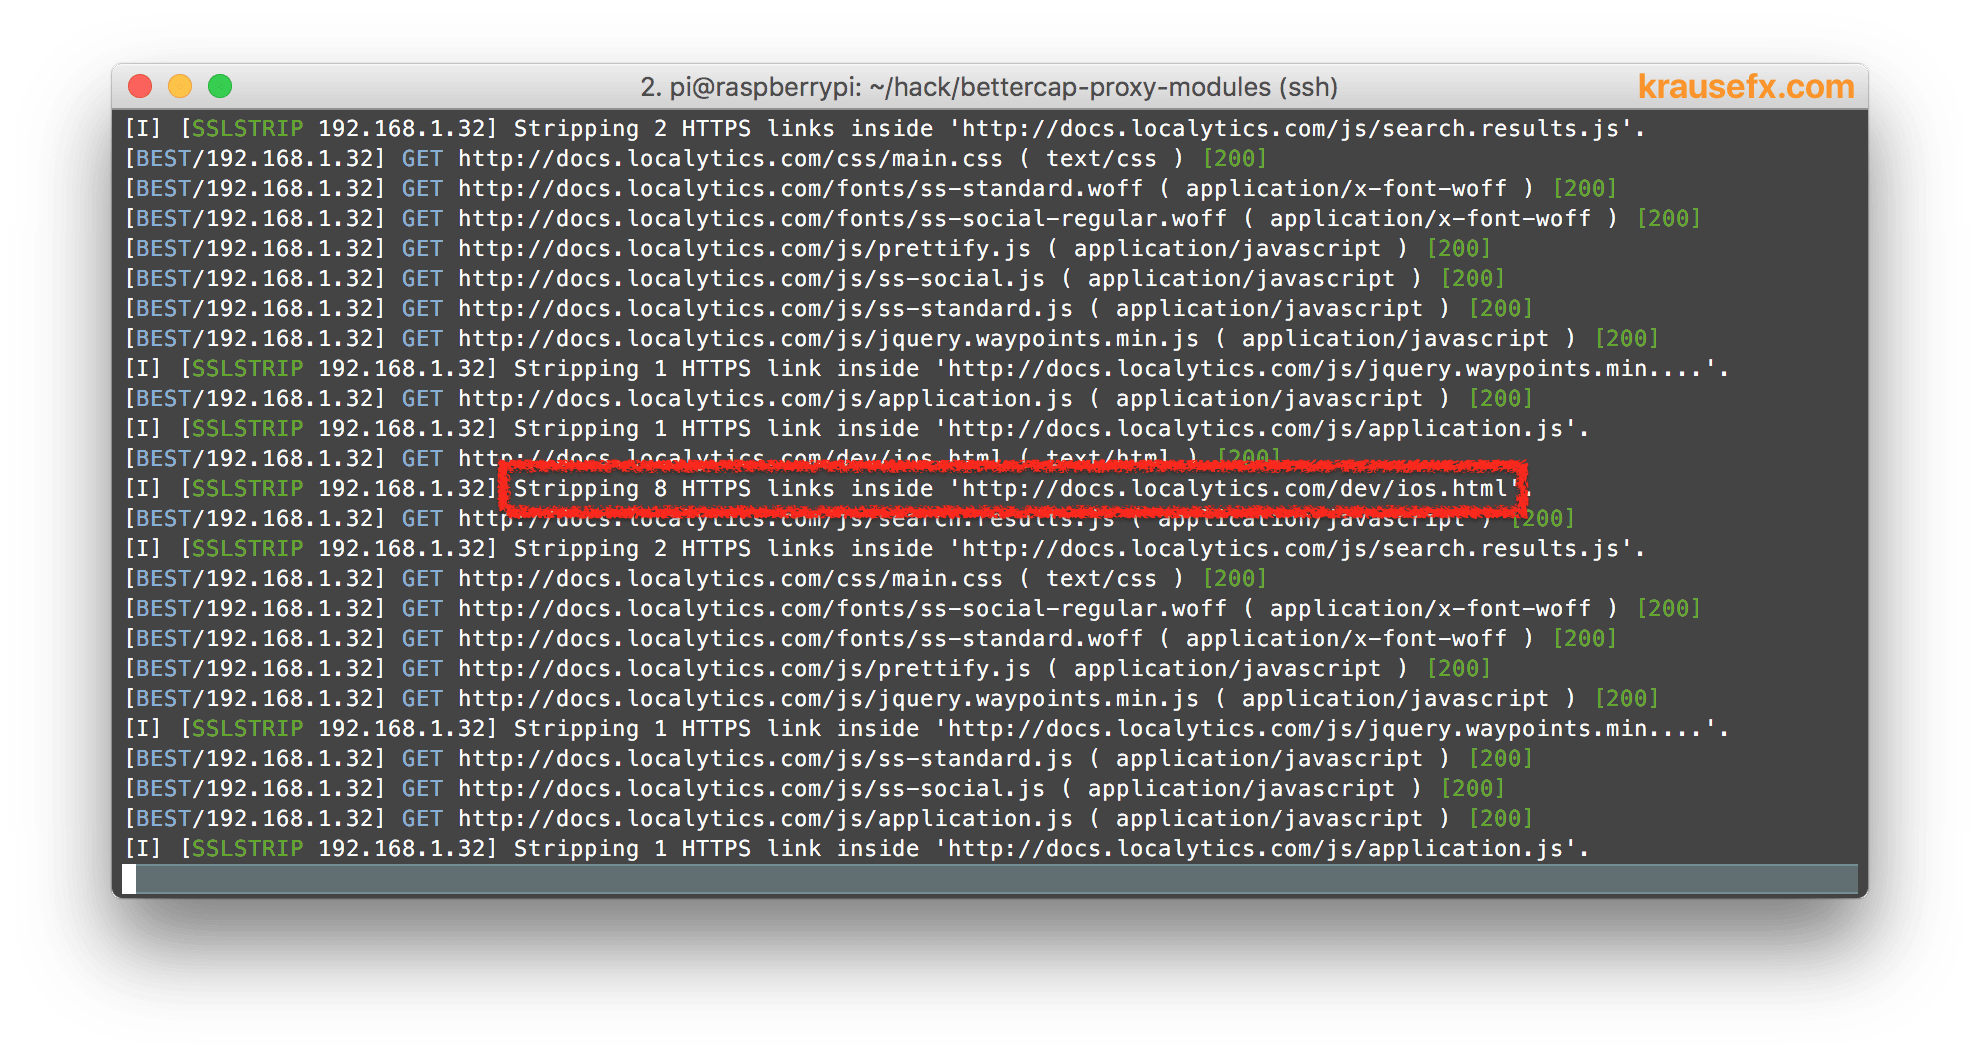 2. pi@raspberrypi: ~/hack/bettercap-proxy-modules (ssh)
krausefx.com
[I] [SSLSTRIP 192.168.1.32] Stripping 2 HTTPS links inside 'http://docs.localytics.com/js/search.results.js'.
[BEST/192.168.1.32] GET http://docs.localytics.com/css/main.css ( text/css ) [200]
[BEST/192.168.1.32] GET http://docs.localytics.com/fonts/ss-standard.woff ( application/x-font-woff ) [200]
[BEST/192.168.1.32] GET http://docs.localytics.com/fonts/ss-social-regular.woff ( application/x-font-woff ) [200]
[BEST/192.168.1.32] GET http://docs.localytics.com/js/prettify.js ( application/javascript ) [200]
[BEST/192.168.1.32] GET http://docs.localytics.com/js/ss-social.js ( application/javascript ) [200]
[BEST/192.168.1.32] GET http://docs.localytics.com/js/ss-standard.js ( application/javascript ) [200]
[BEST/192.168.1.32] GET http://docs.localytics.com/js/jquery.waypoints.min.js ( application/javascript ) [200]
[I] [SSLSTRIP 192.168.1.32] Stripping 1 HTTPS link inside 'http://docs.localytics.com/js/jquery.waypoints.min....'.
[BEST/192.168.1.32] GET http://docs.localytics.com/js/application.js ( application/javascript ) [200]
[I] [SSLSTRIP 192.168.1.32] Stripping 1 HTTPS link inside 'http://docs.localytics.com/js/application.js'.
[BEST/192.168.1.32] GET http://docs.localytics.com/dev/ios.html ( text/html ) [200]
[I] [SSLSTRIP 192.168.1.32] Stripping 8 HTTPS links inside 'http://docs.localytics.com/dev/ios.html'.
[BEST/192.168.1.32] GET http://docs.localytics.com/js/search.results.js ( application/javascript ) [200]
[I] [SSLSTRIP 192.168.1.32] Stripping 2 HTTPS links inside 'http://docs.localytics.com/js/search.results.js'.
[BEST/192.168.1.32] GET http://docs.localytics.com/css/main.css ( text/css ) [200]
[BEST/192.168.1.32] GET http://docs.localytics.com/fonts/ss-social-regular.woff ( application/x-font-woff ) [200]
[BEST/192.168.1.32] GET http://docs.localytics.com/fonts/ss-standard.woff ( application/x-font-woff ) [200]
[BEST/192.168.1.32] GET http://docs.localytics.com/js/prettify.js ( application/javascript ) [200]
[BEST/192.168.1.32] GET http://docs.localytics.com/js/jquery.waypoints.min.js ( application/javascript ) [200]
[I] [SSLSTRIP 192.168.1.32] Stripping 1 HTTPS link inside 'http://docs.localytics.com/js/jquery.waypoints.min....'.
[BEST/192.168.1.32] GET http://docs.localytics.com/js/ss-standard.js ( application/javascript ) [200]
[BEST/192.168.1.32] GET http://docs.localytics.com/js/ss-social.js ( application/javascript ) [200]
[BEST/192.168.1.32] GET http://docs.localytics.com/js/application.js ( application/javascript ) [200]
[I] [SSLSTRIP 192.168.1.32] Stripping 1 HTTPS link inside 'http://docs.localytics.com/js/application.js'.